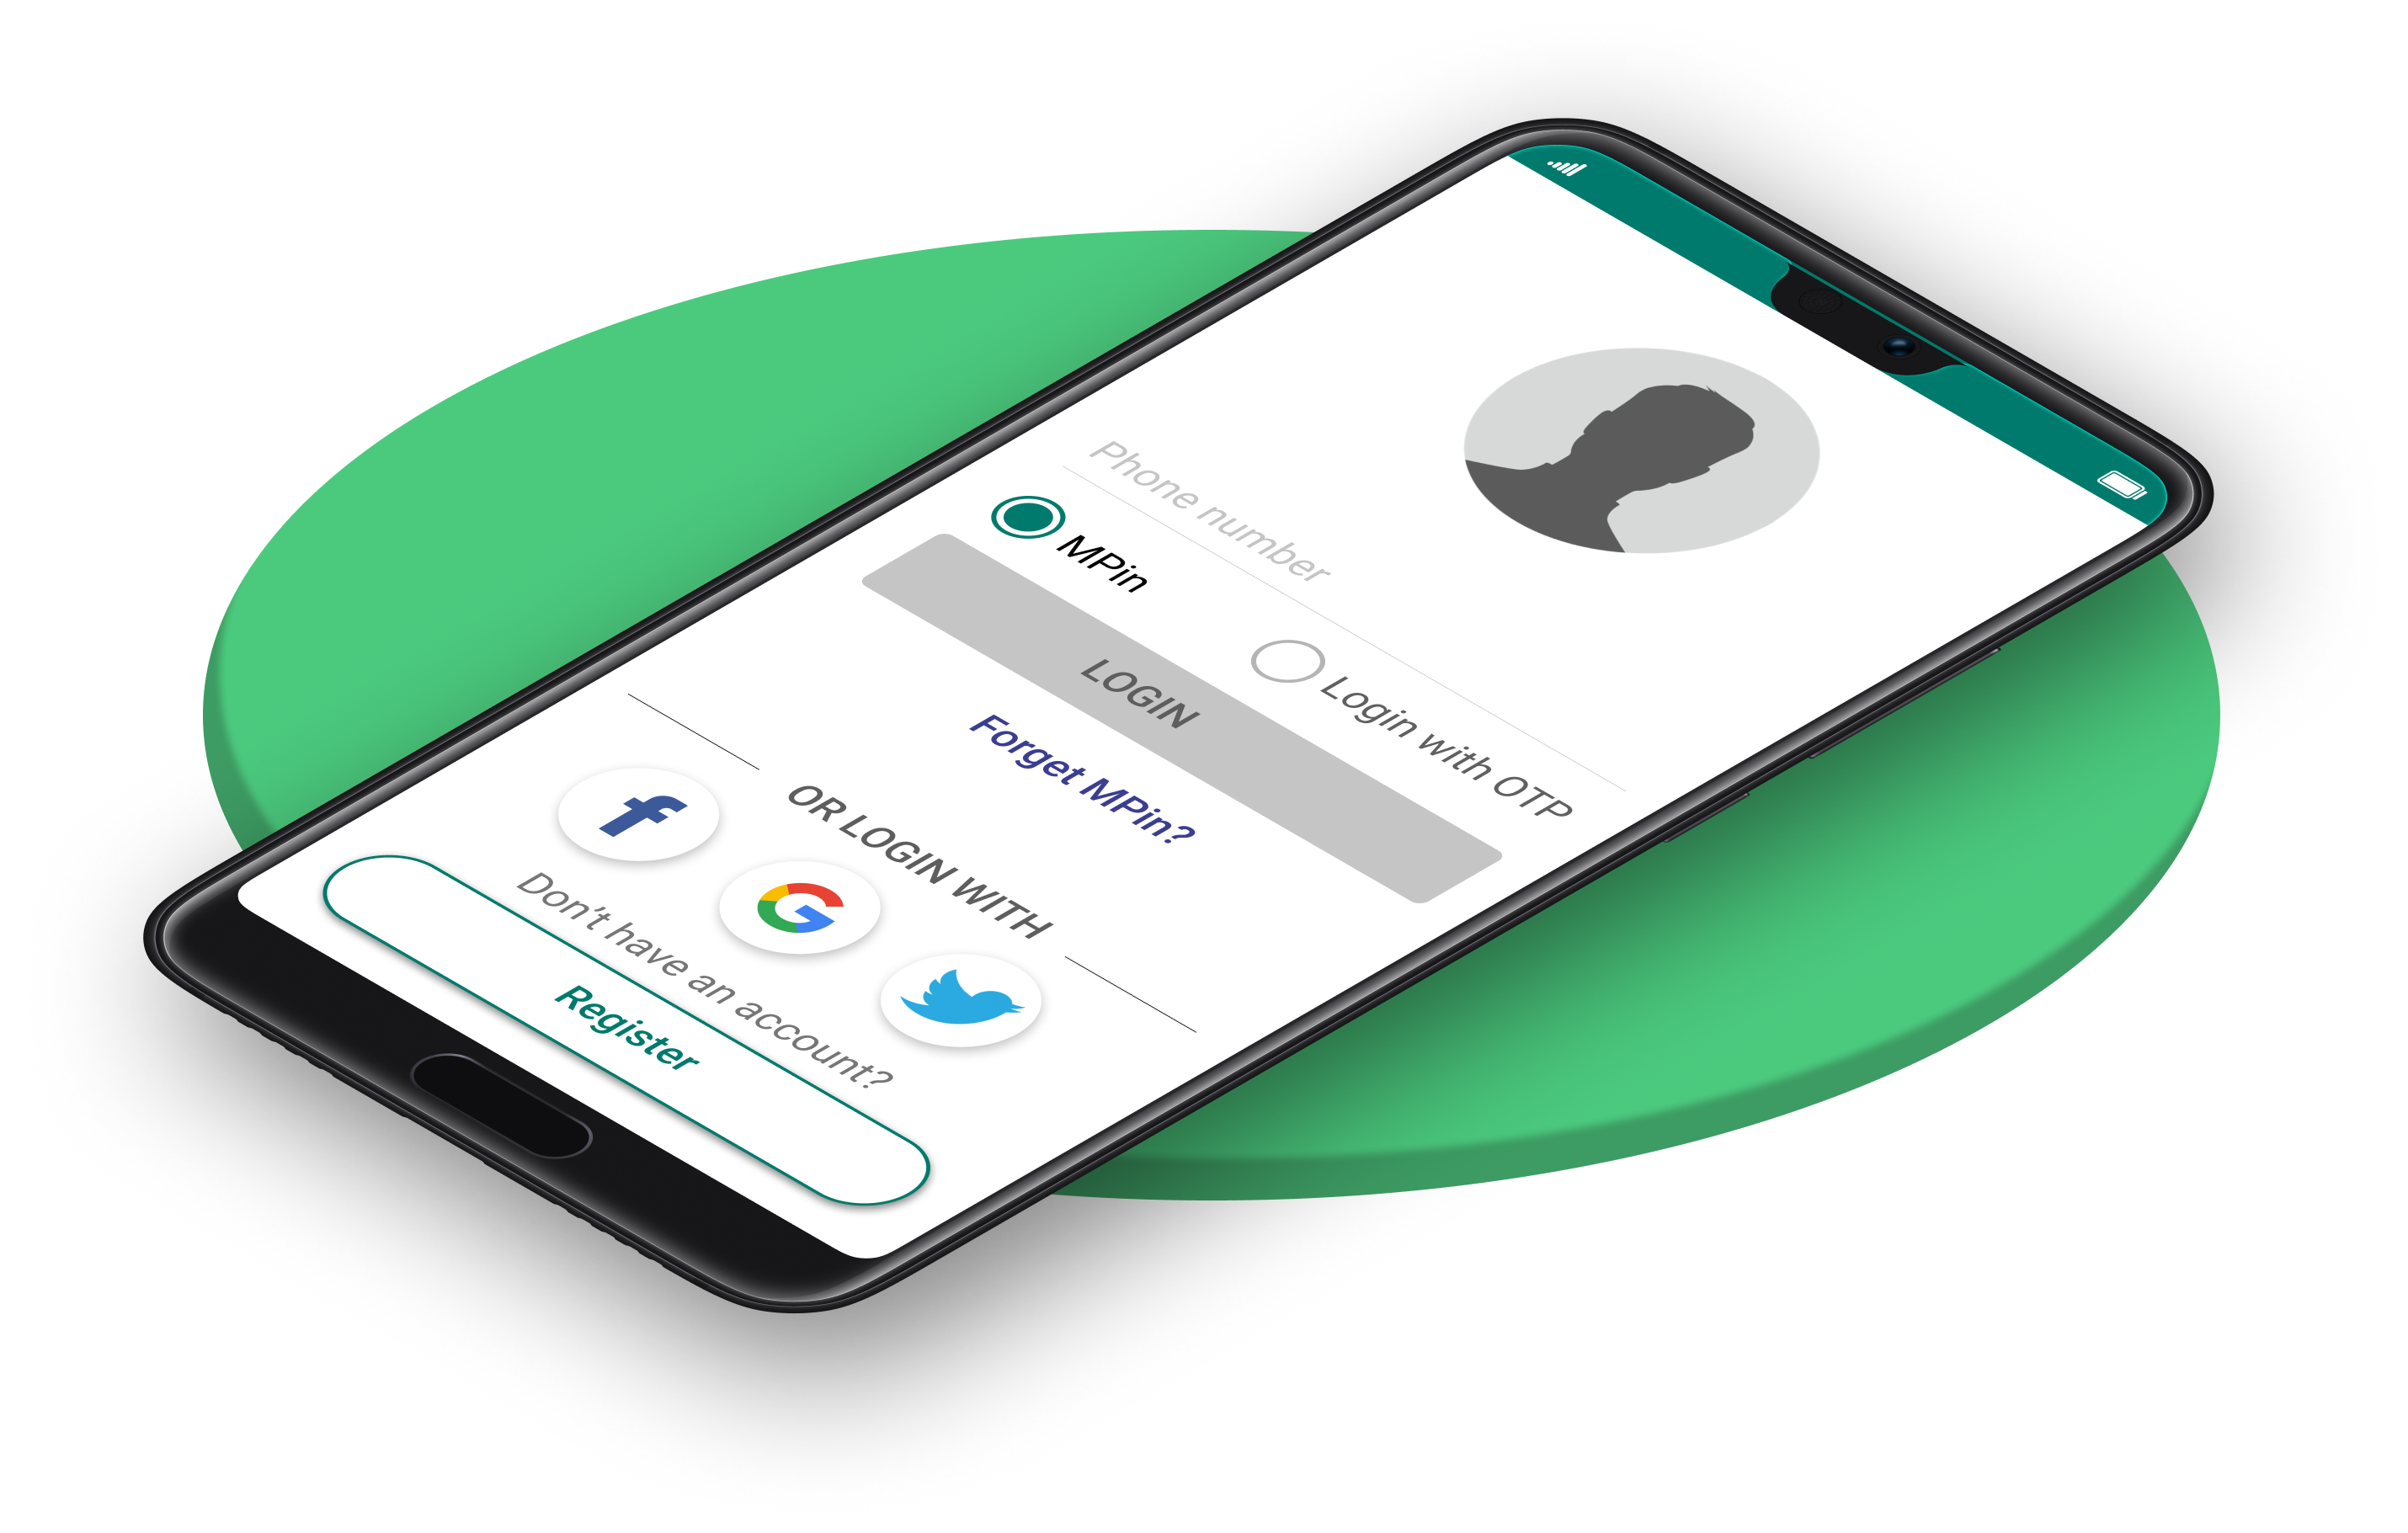 Phone number
MPin
Login with OTP
LOGIN
Forget MPin?
OR LOGIN WITH
Don't have an account?
Register